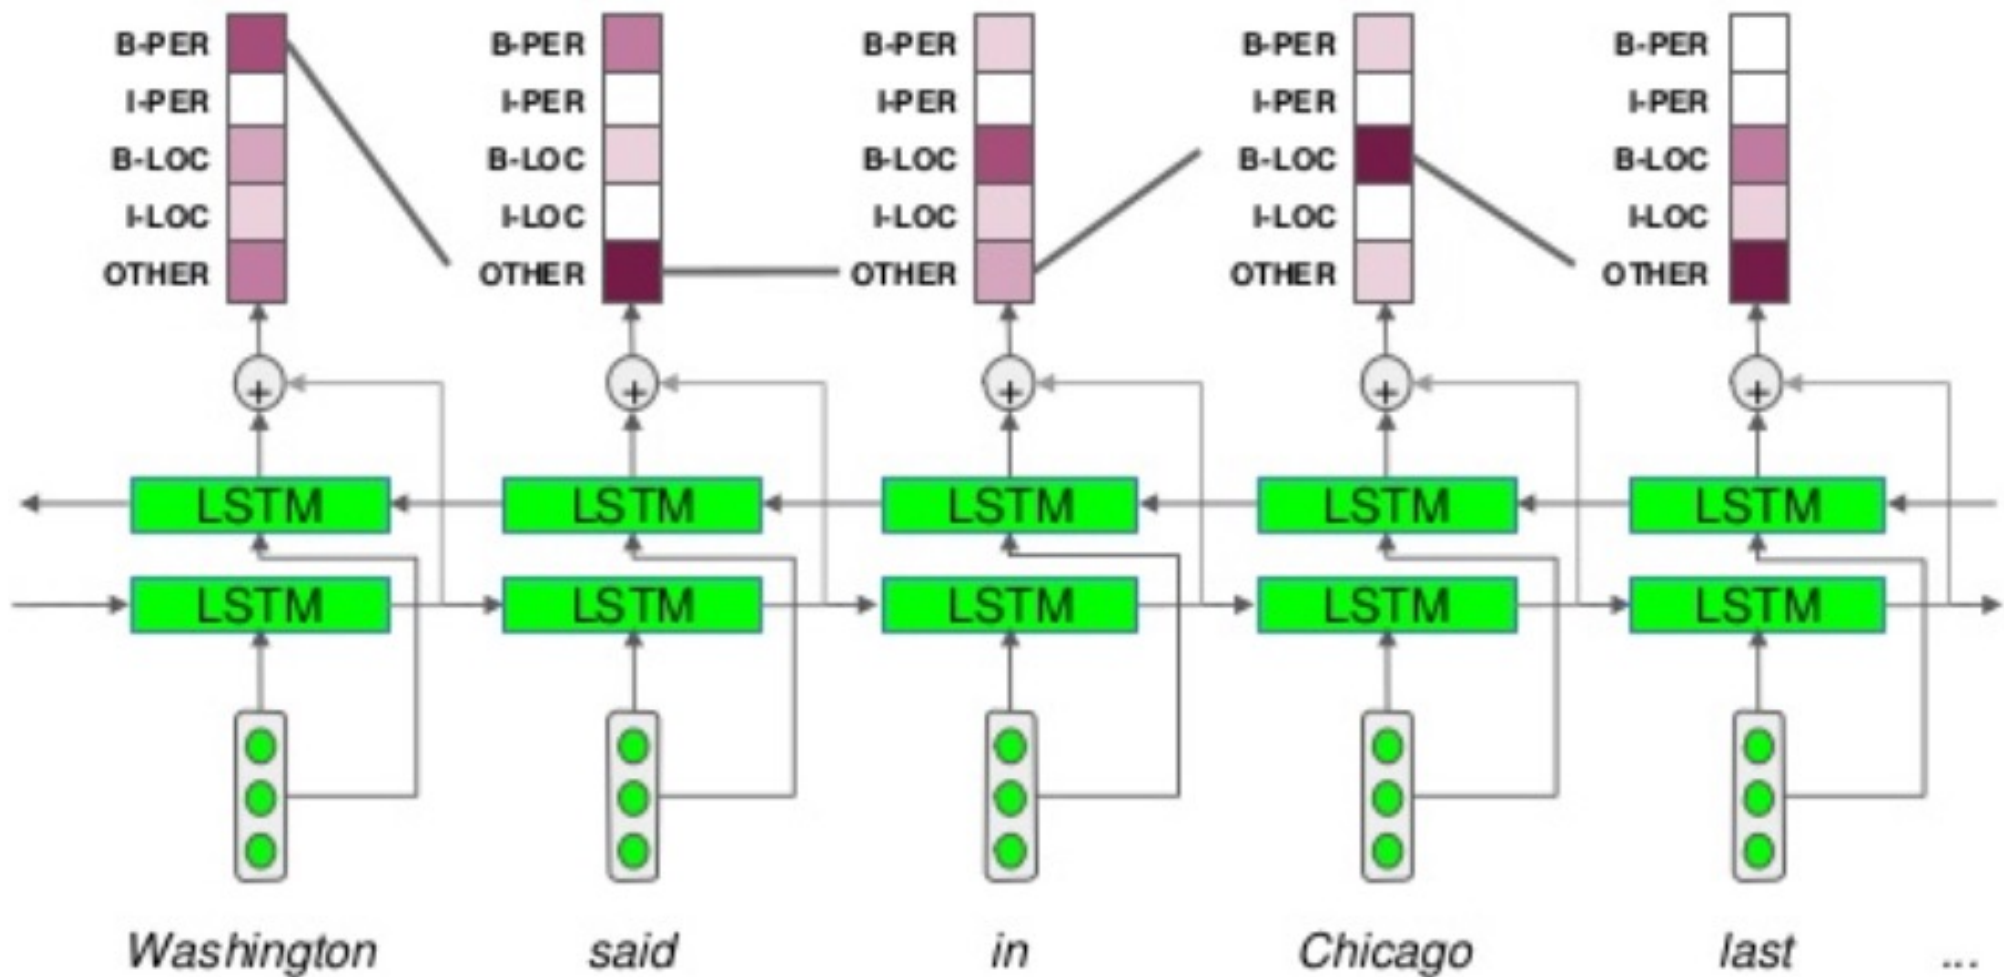 B-PER B-PER B-PER B-PER B-PER
I-PER I-PER I-PER I-PER I-PER
B-LOC B-LOC B-LOC B-LOC B-LOC
I-LOC I-LOC I-LOC I-LOC I-LOC
OTHER OTHER OTHER OTHER OTHER
+ + + + +
LSTM LSTM LSTM LSTM LSTM
LSTM LSTM LSTM LSTM LSTM
Washington said in Chicago last ...